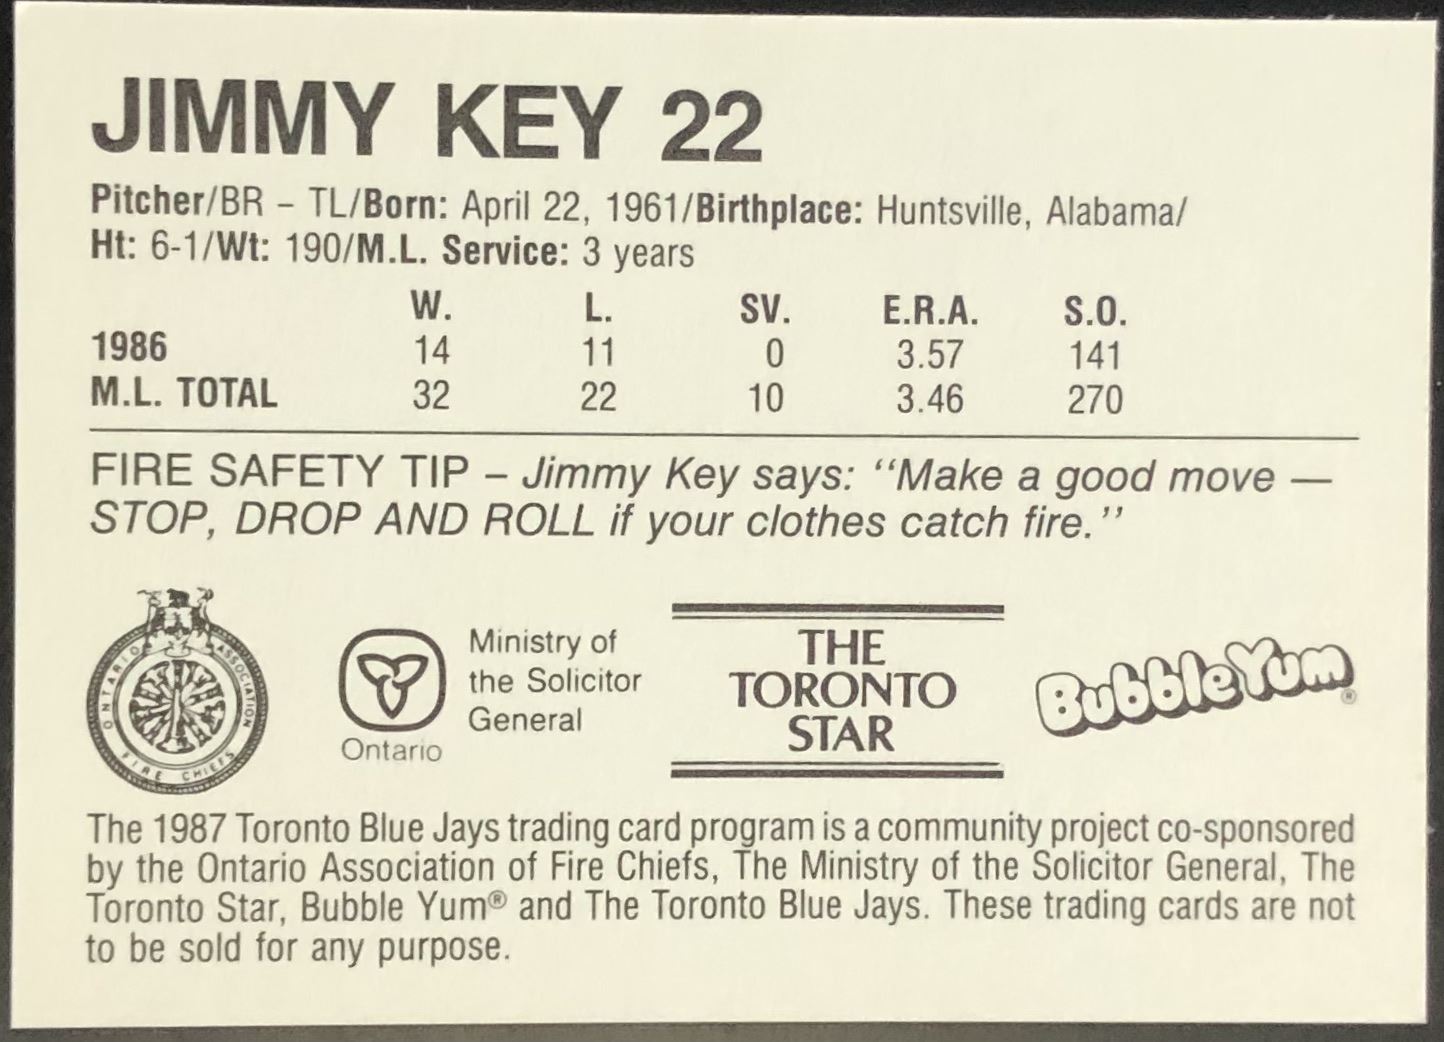 JIMMY KEY 22
Pitcher/BR – TL/Born: April 22, 1961/Birthplace: Huntsville, Alabama/
Ht: 6-1/Wt: 190/M.L. Service: 3 years
W. L. SV. E.R.A. S.O.
1986 14 11 0 3.57 141
M.L. TOTAL 32 22 10 3.46 270
FIRE SAFETY TIP – Jimmy Key says: “Make a good move —
STOP, DROP AND ROLL if your clothes catch fire.”
ONTARIO ASSOCIATION
FIRE CHIEFS
Ontario
Ministry of
the Solicitor
General
THE
TORONTO
STAR
BubbleYum®
The 1987 Toronto Blue Jays trading card program is a community project co-sponsored
by the Ontario Association of Fire Chiefs, The Ministry of the Solicitor General, The
Toronto Star, Bubble Yum® and The Toronto Blue Jays. These trading cards are not
to be sold for any purpose.